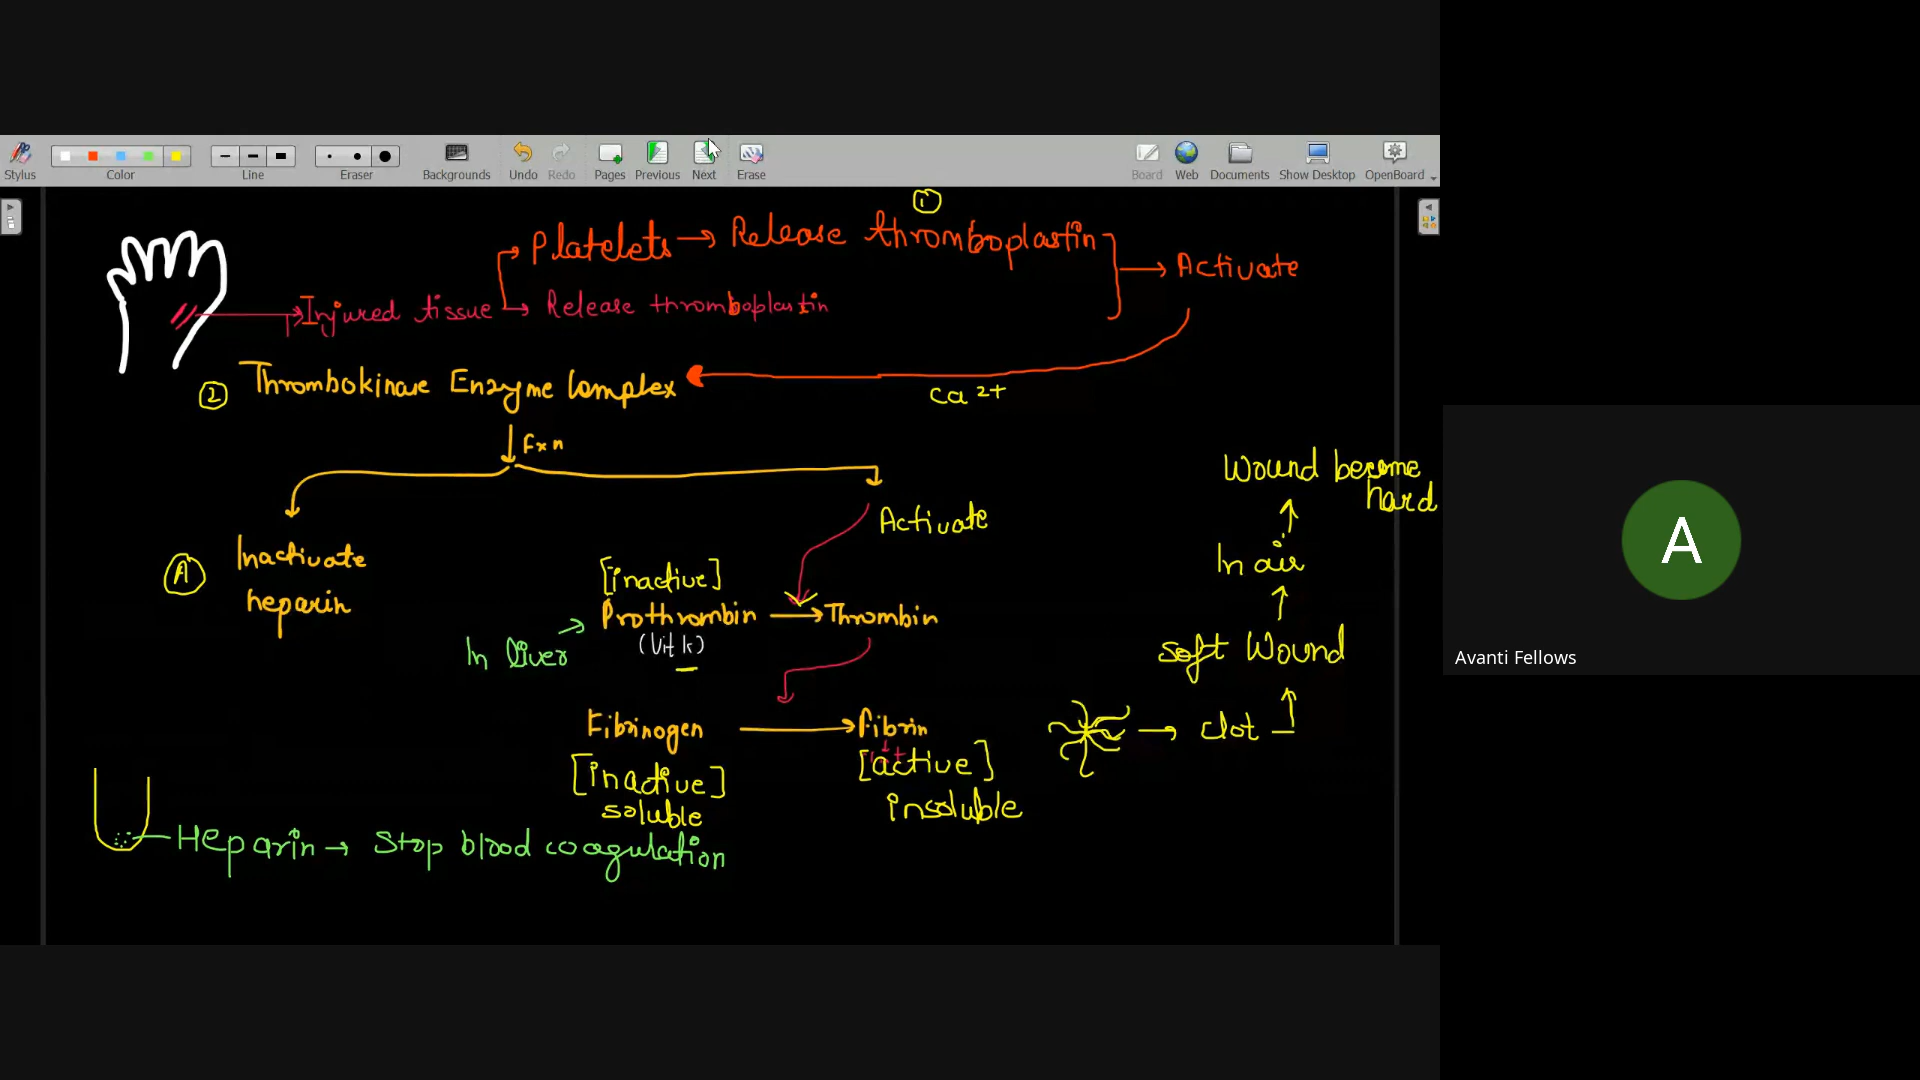 Stylus Color Line Eraser Backgrounds Undo Redo Pages Previous Next Erase Board Web Documents Show Desktop OpenBoard
1
Platelets → Release thromboplastin
→ Activate
Injured tissue → Release thromboplastin
2 Thrombokinase Enzyme Complex
Ca 2+
Fxn
Wound become hard
Activate
In air
A Inactivate heparin
[inactive]
Prothrombin → Thrombin
(Vit k)
In liver
soft Wound
Fibrinogen → fibrin
→ clot
[inactive]
soluble
[active]
insoluble
Heparin → Stop blood coagulation
A
Avanti Fellows